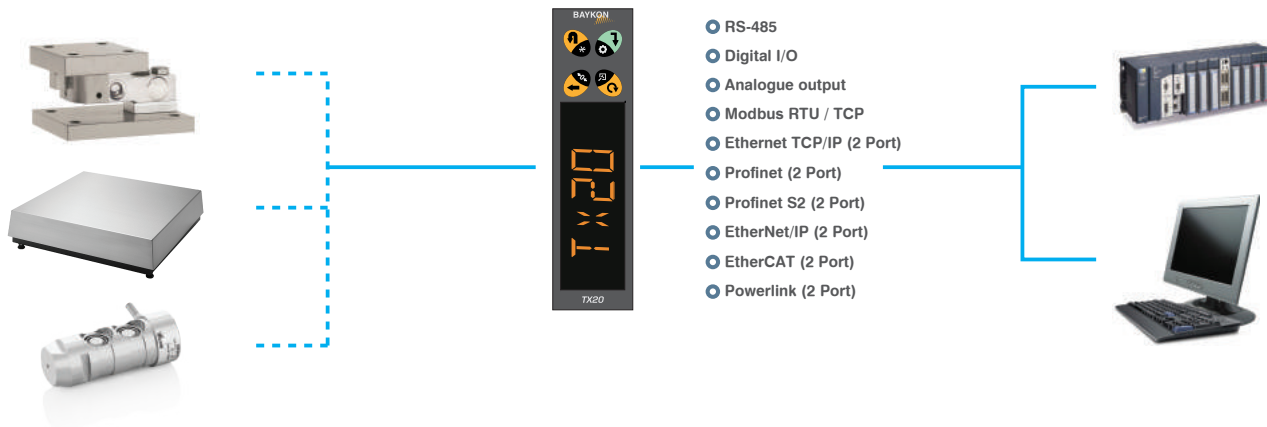 BAYKON
TX20
TX20
RS-485
Digital I/O
Analogue output
Modbus RTU / TCP
Ethernet TCP/IP (2 Port)
Profinet (2 Port)
Profinet S2 (2 Port)
EtherNet/IP (2 Port)
EtherCAT (2 Port)
Powerlink (2 Port)